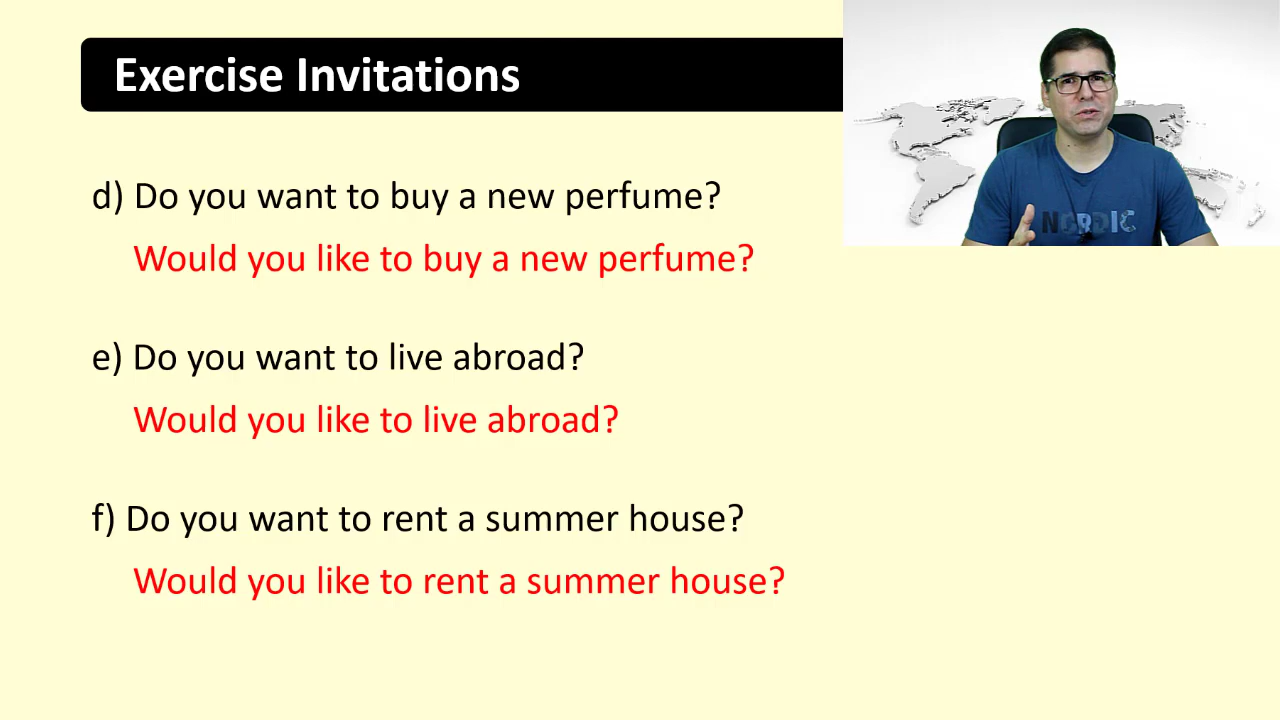 Exercise Invitations
d) Do you want to buy a new perfume?
Would you like to buy a new perfume?
e) Do you want to live abroad?
Would you like to live abroad?
f) Do you want to rent a summer house?
Would you like to rent a summer house?
NORDIC